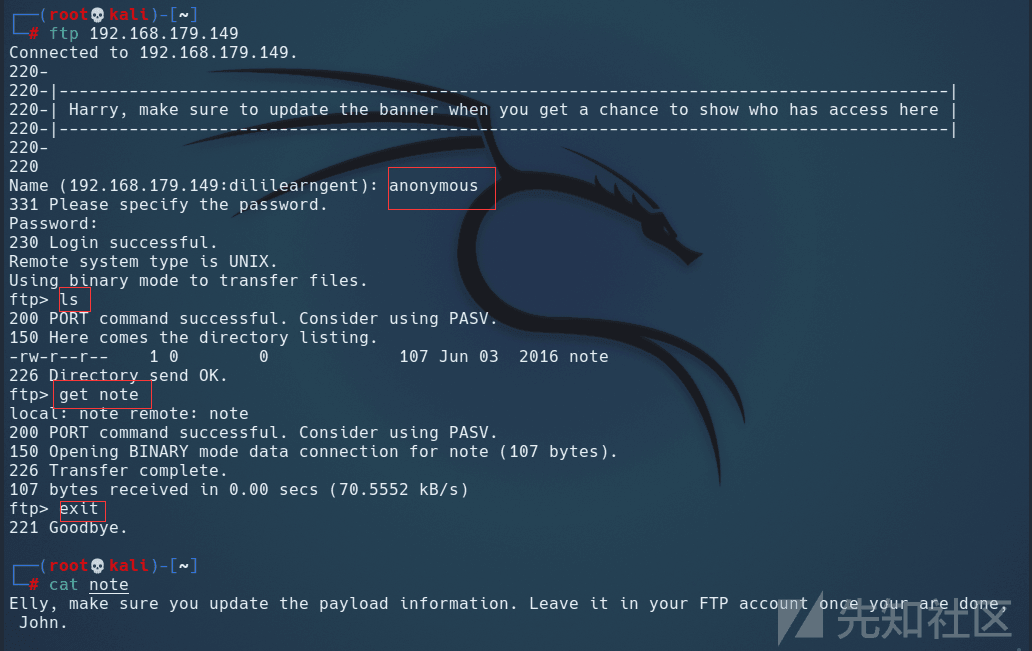 ┌──(root💀kali)-[~]
└─# ftp 192.168.179.149
Connected to 192.168.179.149.
220-
220-|-----------------------------------------------------------------------------------------|
220-| Harry, make sure to update the banner when you get a chance to show who has access here |
220-|-----------------------------------------------------------------------------------------|
220-
220
Name (192.168.179.149:dililearngent): anonymous
331 Please specify the password.
Password:
230 Login successful.
Remote system type is UNIX.
Using binary mode to transfer files.
ftp> ls
200 PORT command successful. Consider using PASV.
150 Here comes the directory listing.
-rw-r--r--    1 0        0             107 Jun 03  2016 note
226 Directory send OK.
ftp> get note
local: note remote: note
200 PORT command successful. Consider using PASV.
150 Opening BINARY mode data connection for note (107 bytes).
226 Transfer complete.
107 bytes received in 0.00 secs (70.5552 kB/s)
ftp> exit
221 Goodbye.
┌──(root💀kali)-[~]
└─# cat note
Elly, make sure you update the payload information. Leave it in your FTP account once your are done,
 John.
先知社区